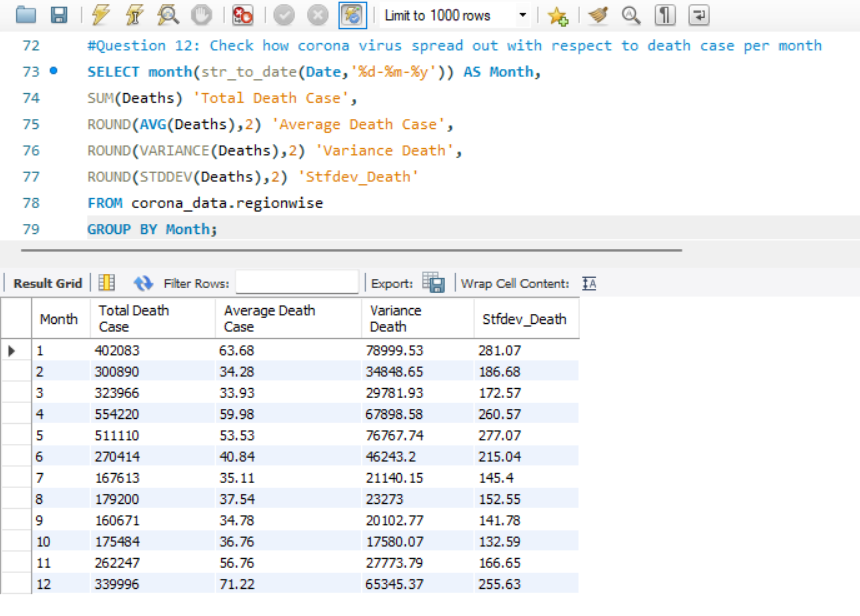 Limit to 1000 rows
72 #Question 12: Check how corona virus spread out with respect to death case per month
73 SELECT month(str_to_date(Date,'%d-%m-%y')) AS Month,
74 SUM(Deaths) 'Total Death Case',
75 ROUND(AVG(Deaths),2) 'Average Death Case',
76 ROUND(VARIANCE(Deaths),2) 'Variance Death',
77 ROUND(STDDEV(Deaths),2) 'Stfdev_Death'
78 FROM corona_data.regionwise
79 GROUP BY Month;
Result Grid Filter Rows: Export: Wrap Cell Content: IA
Month Total Death Case Average Death Case Variance Death Stfdev_Death
1 402083 63.68 78999.53 281.07
2 300890 34.28 34848.65 186.68
3 323966 33.93 29781.93 172.57
4 554220 59.98 67898.58 260.57
5 511110 53.53 76767.74 277.07
6 270414 40.84 46243.2 215.04
7 167613 35.11 21140.15 145.4
8 179200 37.54 23273 152.55
9 160671 34.78 20102.77 141.78
10 175484 36.76 17580.07 132.59
11 262247 56.76 27773.79 166.65
12 339996 71.22 65345.37 255.63